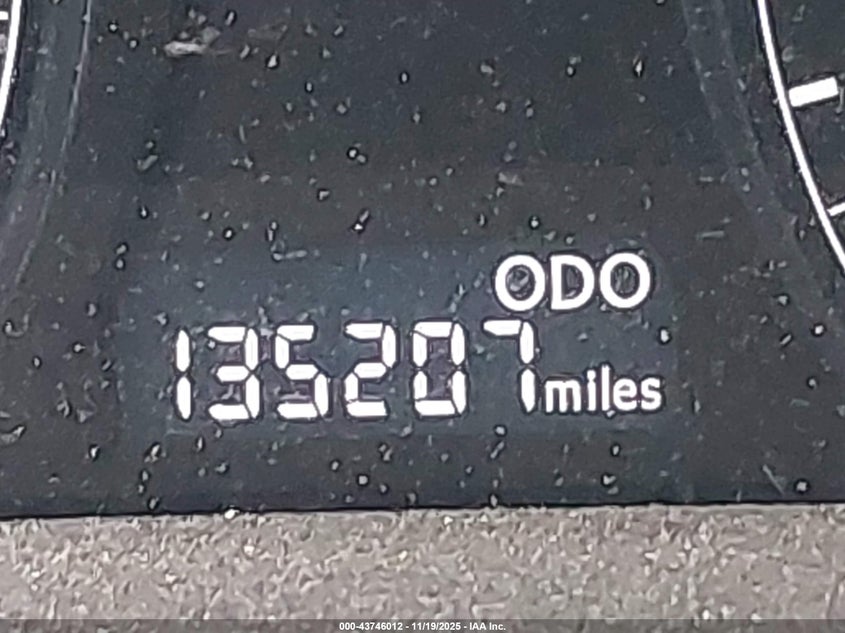 ODO
135207 miles
000-43746012 - 11/19/2025 - IAA Inc.